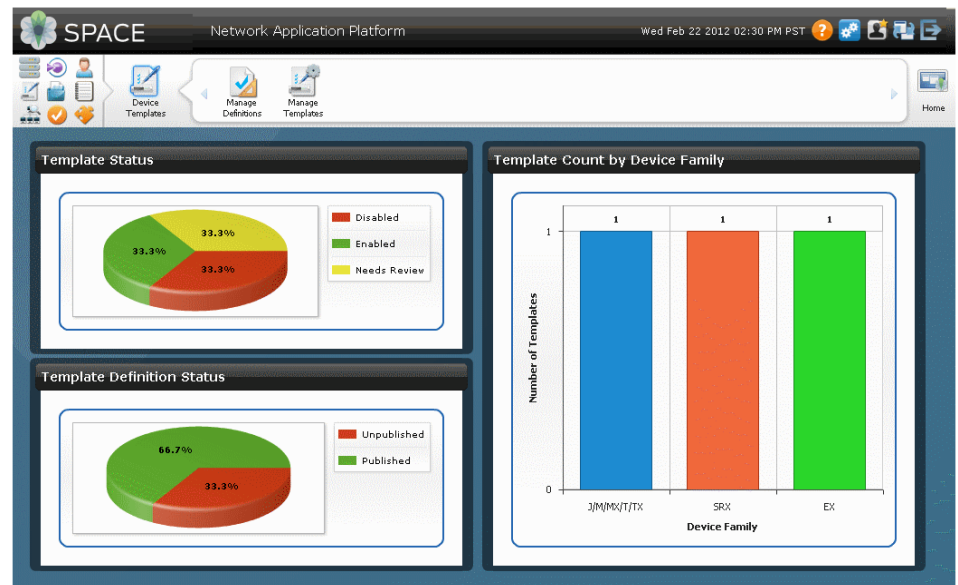 SPACE Network Application Platform Wed Feb 22 2012 02:30 PM PST ?
Device Templates
Manage Definitions
Manage Templates
Home
Template Status
33.3%
33.3%
33.3%
Disabled
Enabled
Needs Review
Template Definition Status
66.7%
33.3%
Unpublished
Published
Template Count by Device Family
1 1 1
1
Number of Templates
0
J/M/MX/T/TX SRX EX
Device Family